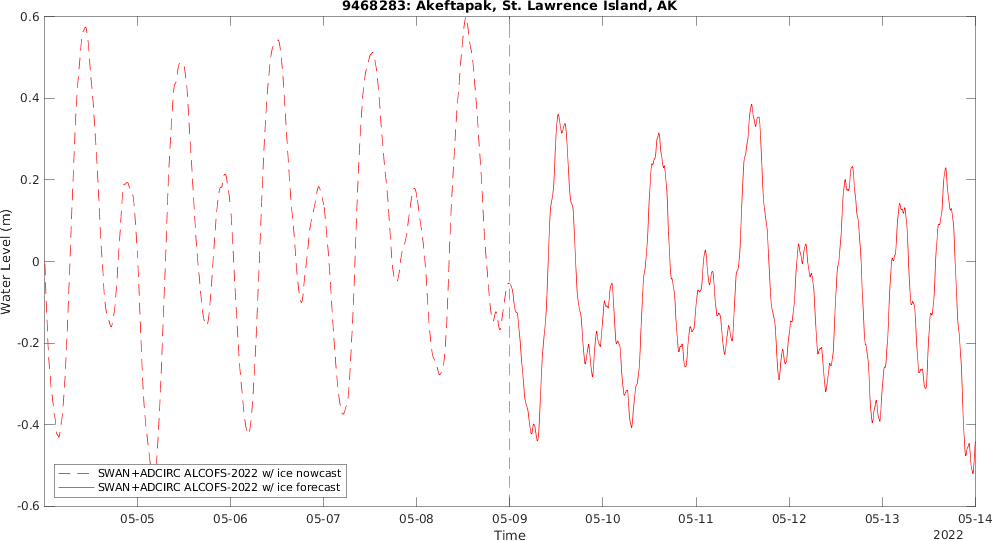 9468283: Akeftapak, St. Lawrence Island, AK
0.6
0.4
0.2
0
-0.2
-0.4
-0.6
Water Level (m)
SWAN+ADCIRC ALCOFS-2022 w/ ice nowcast
SWAN+ADCIRC ALCOFS-2022 w/ ice forecast
05-05 05-06 05-07 05-08 05-09 05-10 05-11 05-12 05-13 05-14
Time
2022